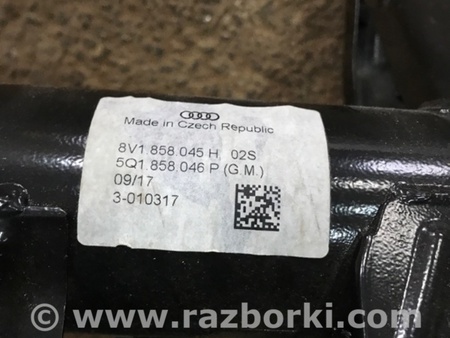 Made in Czech Republic
8V1 858 045 H 02S
5Q1 858 046 P (G.M.)
09/17
3-010317
© www.razborki.com